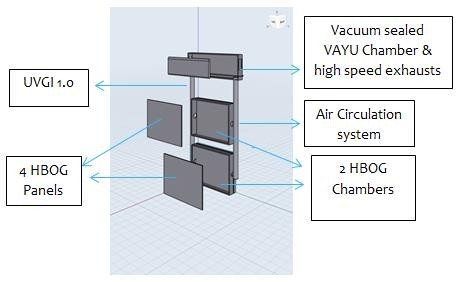 Vacuum sealed
VAYU Chamber &
high speed exhausts
UVGI 1.0
Air Circulation
system
4 HBOG
Panels
2 HBOG
Chambers